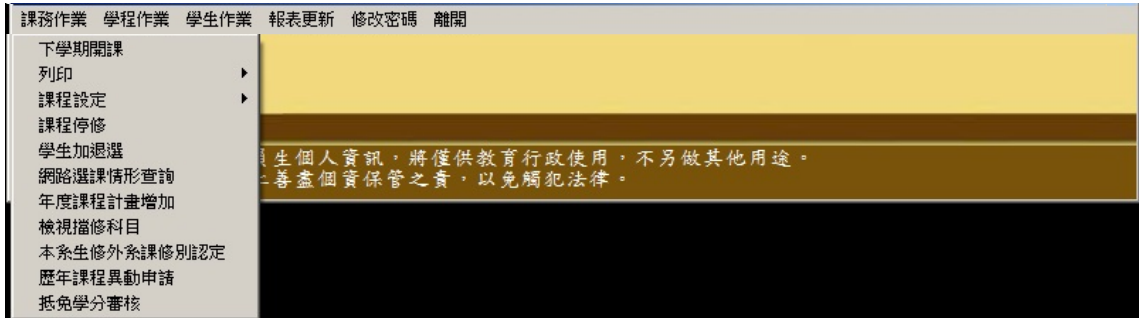 課務作業 學程作業 學生作業 報表更新 修改密碼 離開
下學期開課
列印
課程設定
課程停修
學生加退選
網路選課情形查詢
年度課程計畫增加
檢視擋修科目
本系生修外系課修別認定
歷年課程異動申請
抵免學分審核
生個人資訊，將僅供教育行政使用，不另做其他用途。
善盡個資保管之責，以免觸犯法律。